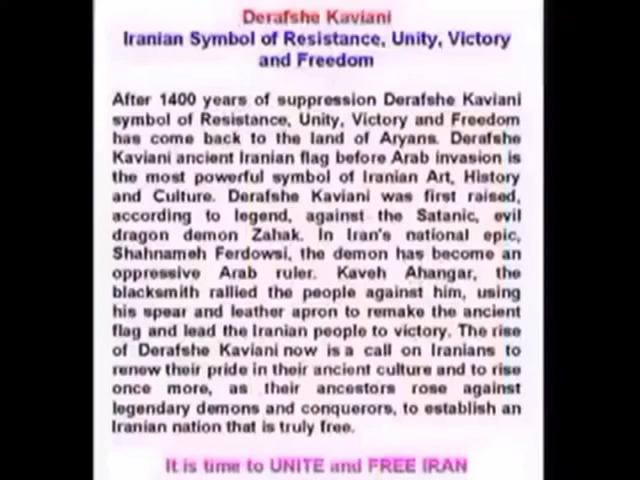 Derafshe Kaviani
Iranian Symbol of Resistance, Unity, Victory
and Freedom
After 1400 years of suppression Derafshe Kaviani
symbol of Resistance, Unity, Victory and Freedom
has come back to the land of Aryans. Derafshe
Kaviani ancient Iranian flag before Arab invasion is
the most powerful symbol of Iranian Art, History
and Culture. Derafshe Kaviani was first raised,
according to legend, against the Satanic, evil
dragon demon Zahak. In Iran's national epic,
Shahnameh Ferdowsi, the demon has become an
oppressive Arab ruler. Kaveh Ahangar, the
blacksmith rallied the people against him, using
his spear and leather apron to remake the ancient
flag and lead the Iranian people to victory. The rise
of Derafshe Kaviani now is a call on Iranians to
renew their pride in their ancient culture and to rise
once more, as their ancestors rose against
legendary demons and conquerors, to establish an
Iranian nation that is truly free.
It is time to UNITE and FREE IRAN